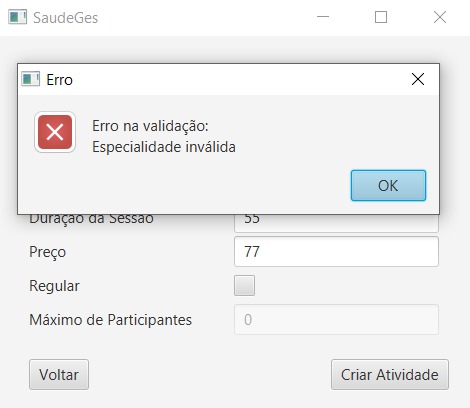 SaudeGes
Erro
Erro na validação:
Especialidade inválida
OK
Duração da Sessão 55
Preço 77
Regular
Máximo de Participantes 0
Voltar Criar Atividade